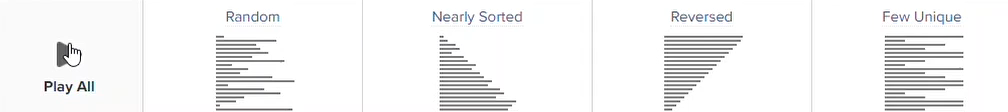 Random
Nearly Sorted
Reversed
Few Unique
Play All